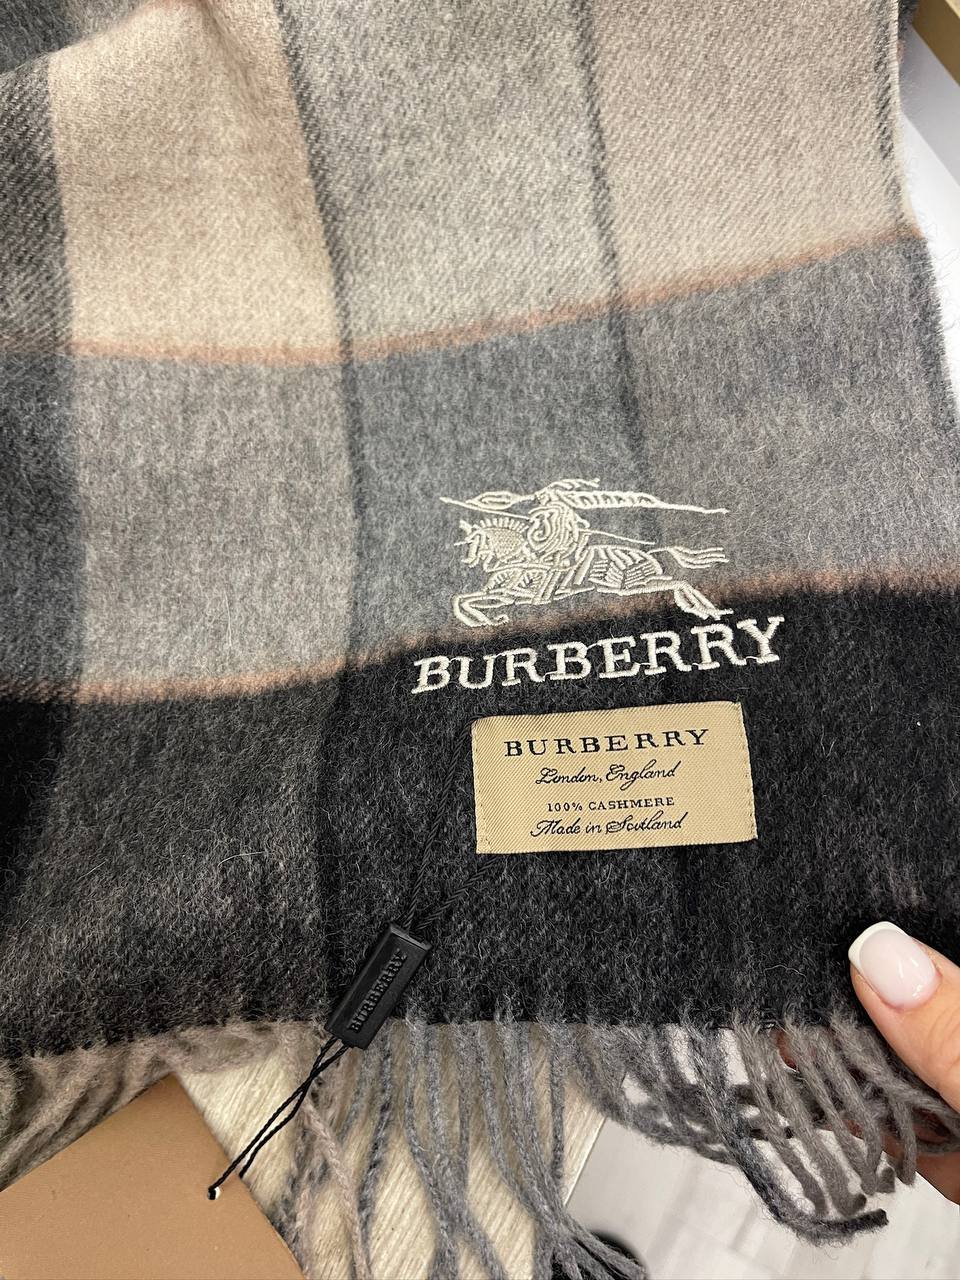 BURBERRY
BURBERRY
London, England
100% CASHMERE
Made in Scotland
BURBERRY